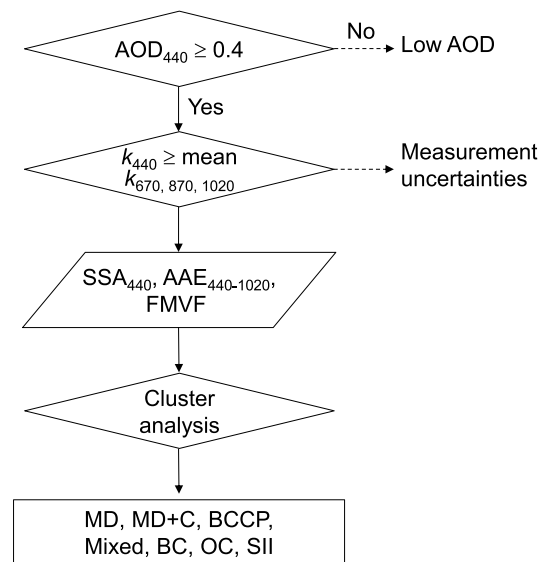 AOD440 ≥ 0.4
No
Low AOD
Yes
k440 ≥ mean
k670, 870, 1020
Measurement
uncertainties
SSA440, AAE440-1020,
FMVF
Cluster
analysis
MD, MD+C, BCCP,
Mixed, BC, OC, SII